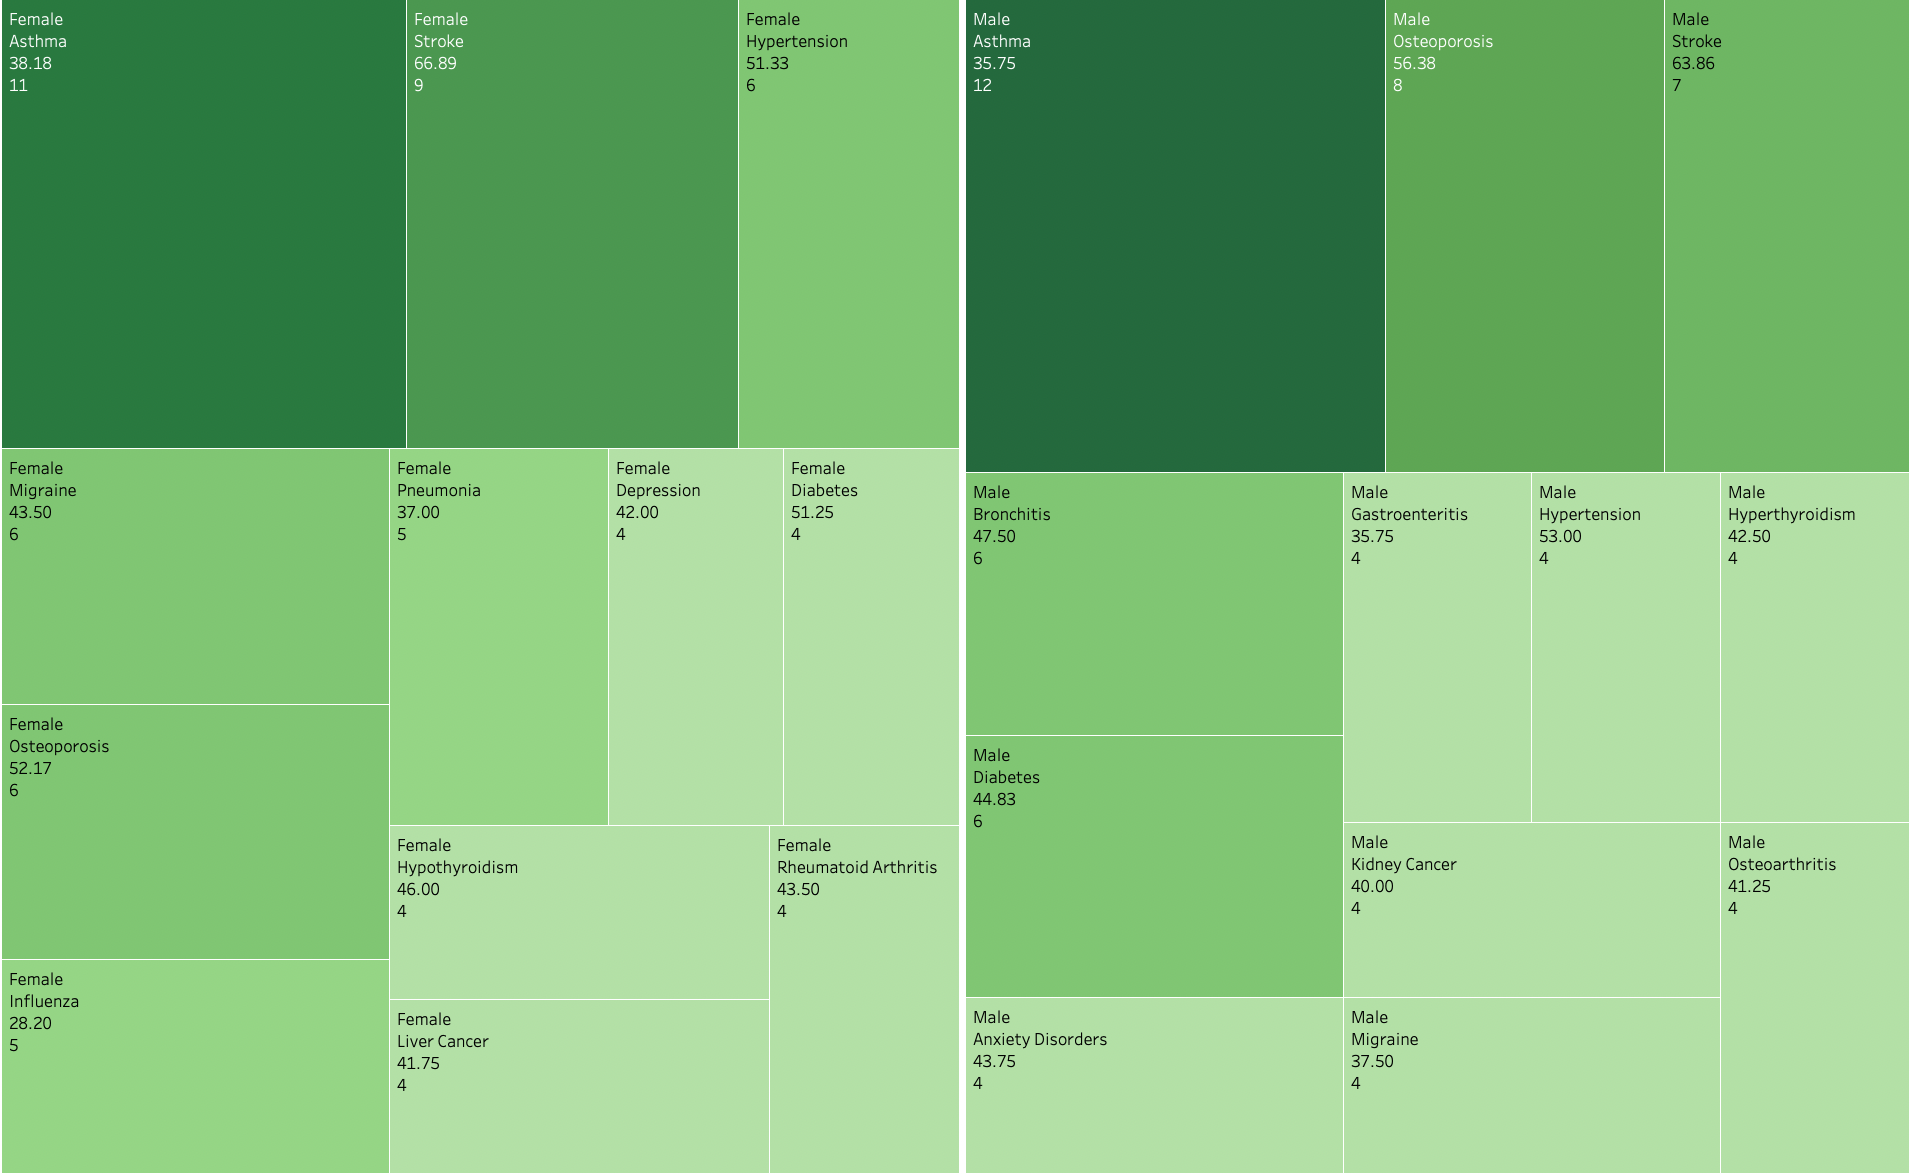 Female
Asthma
38.18
11
Female
Stroke
66.89
9
Female
Hypertension
51.33
6
Female
Migraine
43.50
6
Female
Osteoporosis
52.17
6
Female
Influenza
28.20
5
Female
Pneumonia
37.00
5
Female
Depression
42.00
4
Female
Diabetes
51.25
4
Female
Hypothyroidism
46.00
4
Female
Liver Cancer
41.75
4
Female
Rheumatoid Arthritis
43.50
4
Male
Asthma
35.75
12
Male
Osteoporosis
56.38
8
Male
Stroke
63.86
7
Male
Bronchitis
47.50
6
Male
Diabetes
44.83
6
Male
Anxiety Disorders
43.75
4
Male
Gastroenteritis
35.75
4
Male
Hypertension
53.00
4
Male
Hyperthyroidism
42.50
4
Male
Kidney Cancer
40.00
4
Male
Migraine
37.50
4
Male
Osteoarthritis
41.25
4